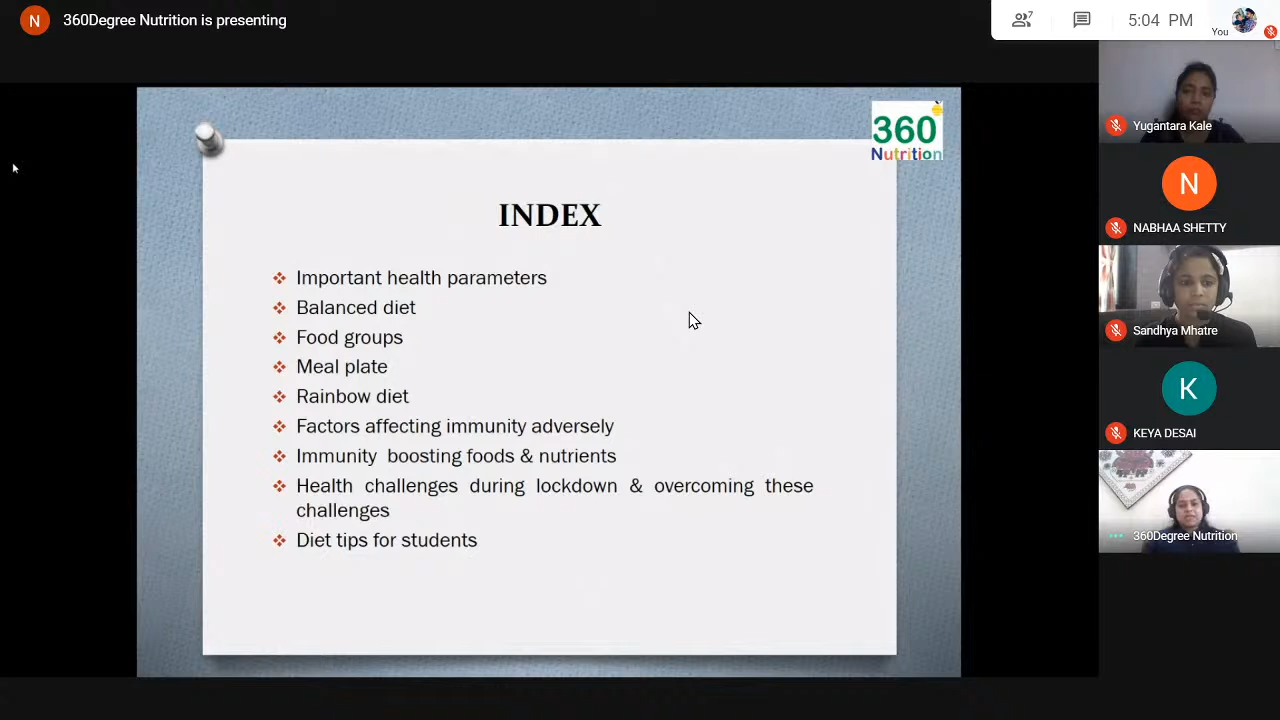 N 360Degree Nutrition is presenting
7
5:04 PM
You
360
Nutrition
INDEX
Important health parameters
Balanced diet
Food groups
Meal plate
Rainbow diet
Factors affecting immunity adversely
Immunity boosting foods & nutrients
Health challenges during lockdown & overcoming these
challenges
Diet tips for students
Yugantara Kale
N
NABHAA SHETTY
Sandhya Mhatre
K
KEYA DESAI
360Degree Nutrition